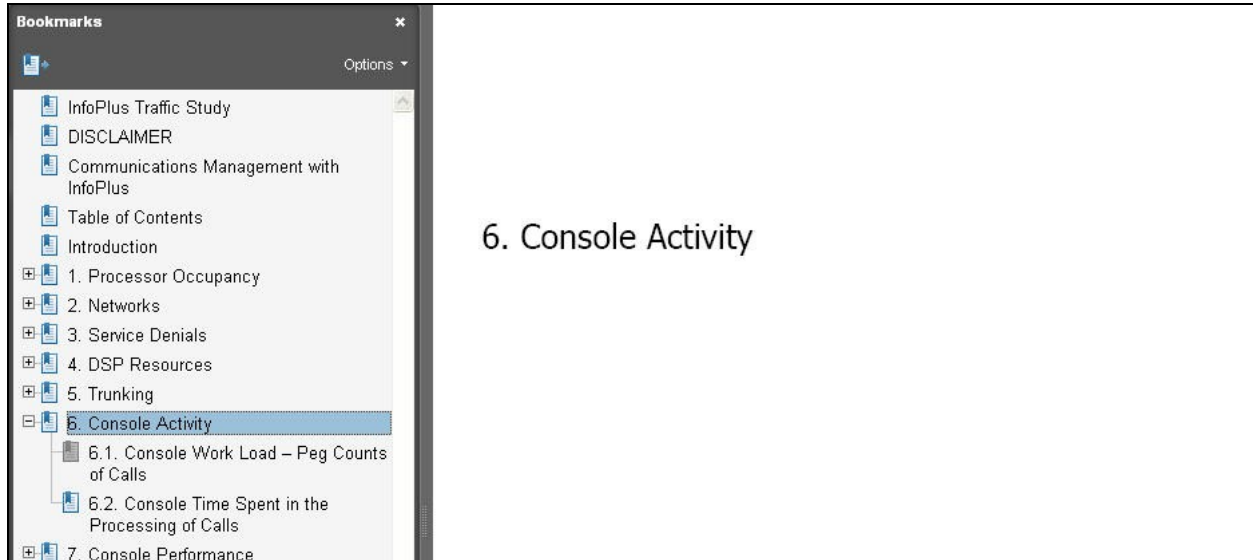 Bookmarks
Options
InfoPlus Traffic Study
DISCLAIMER
Communications Management with
InfoPlus
Table of Contents
Introduction
1. Processor Occupancy
2. Networks
3. Service Denials
4. DSP Resources
5. Trunking
6. Console Activity
6.1. Console Work Load – Peg Counts
of Calls
6.2. Console Time Spent in the
Processing of Calls
7. Console Performance
6. Console Activity